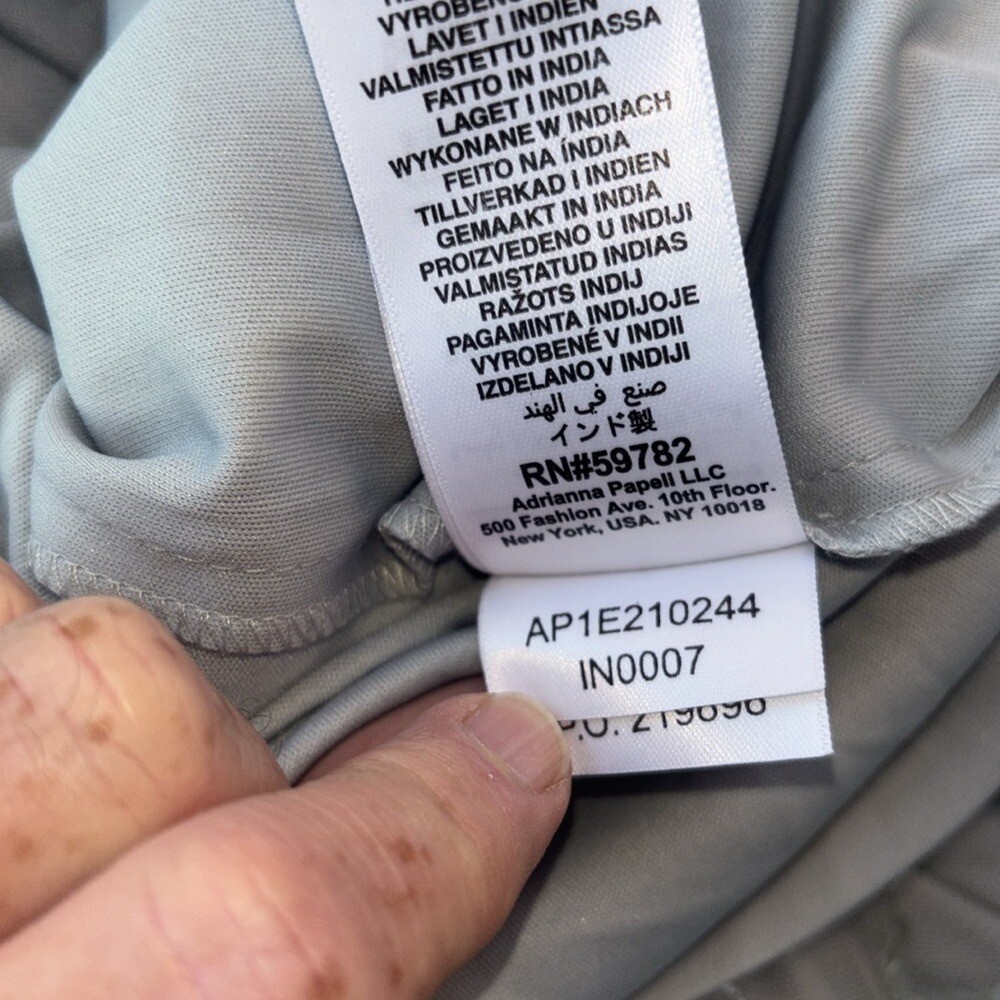 VYROBENO
LAVET I INDIEN
VALMISTETTU INTIASSA
FATTO IN INDIA
LAGET I INDIA
WYKONANE W INDIACH
FEITO NA ÍNDIA
TILLVERKAD I INDIEN
GEMAAKT IN INDIA
PROIZVEDENO U INDIJI
VALMISTATUD INDIAS
RAŽOTS INDIJ
PAGAMINTA INDIJOJE
VYROBENÉ V INDII
IZDELANO V INDIJI
صنع في الهند
インド製
RN#59782
Adrianna Papell LLC
500 Fashion Ave. 10th Floor.
New York, USA. NY 10018
AP1E210244
IN0007
P.O.